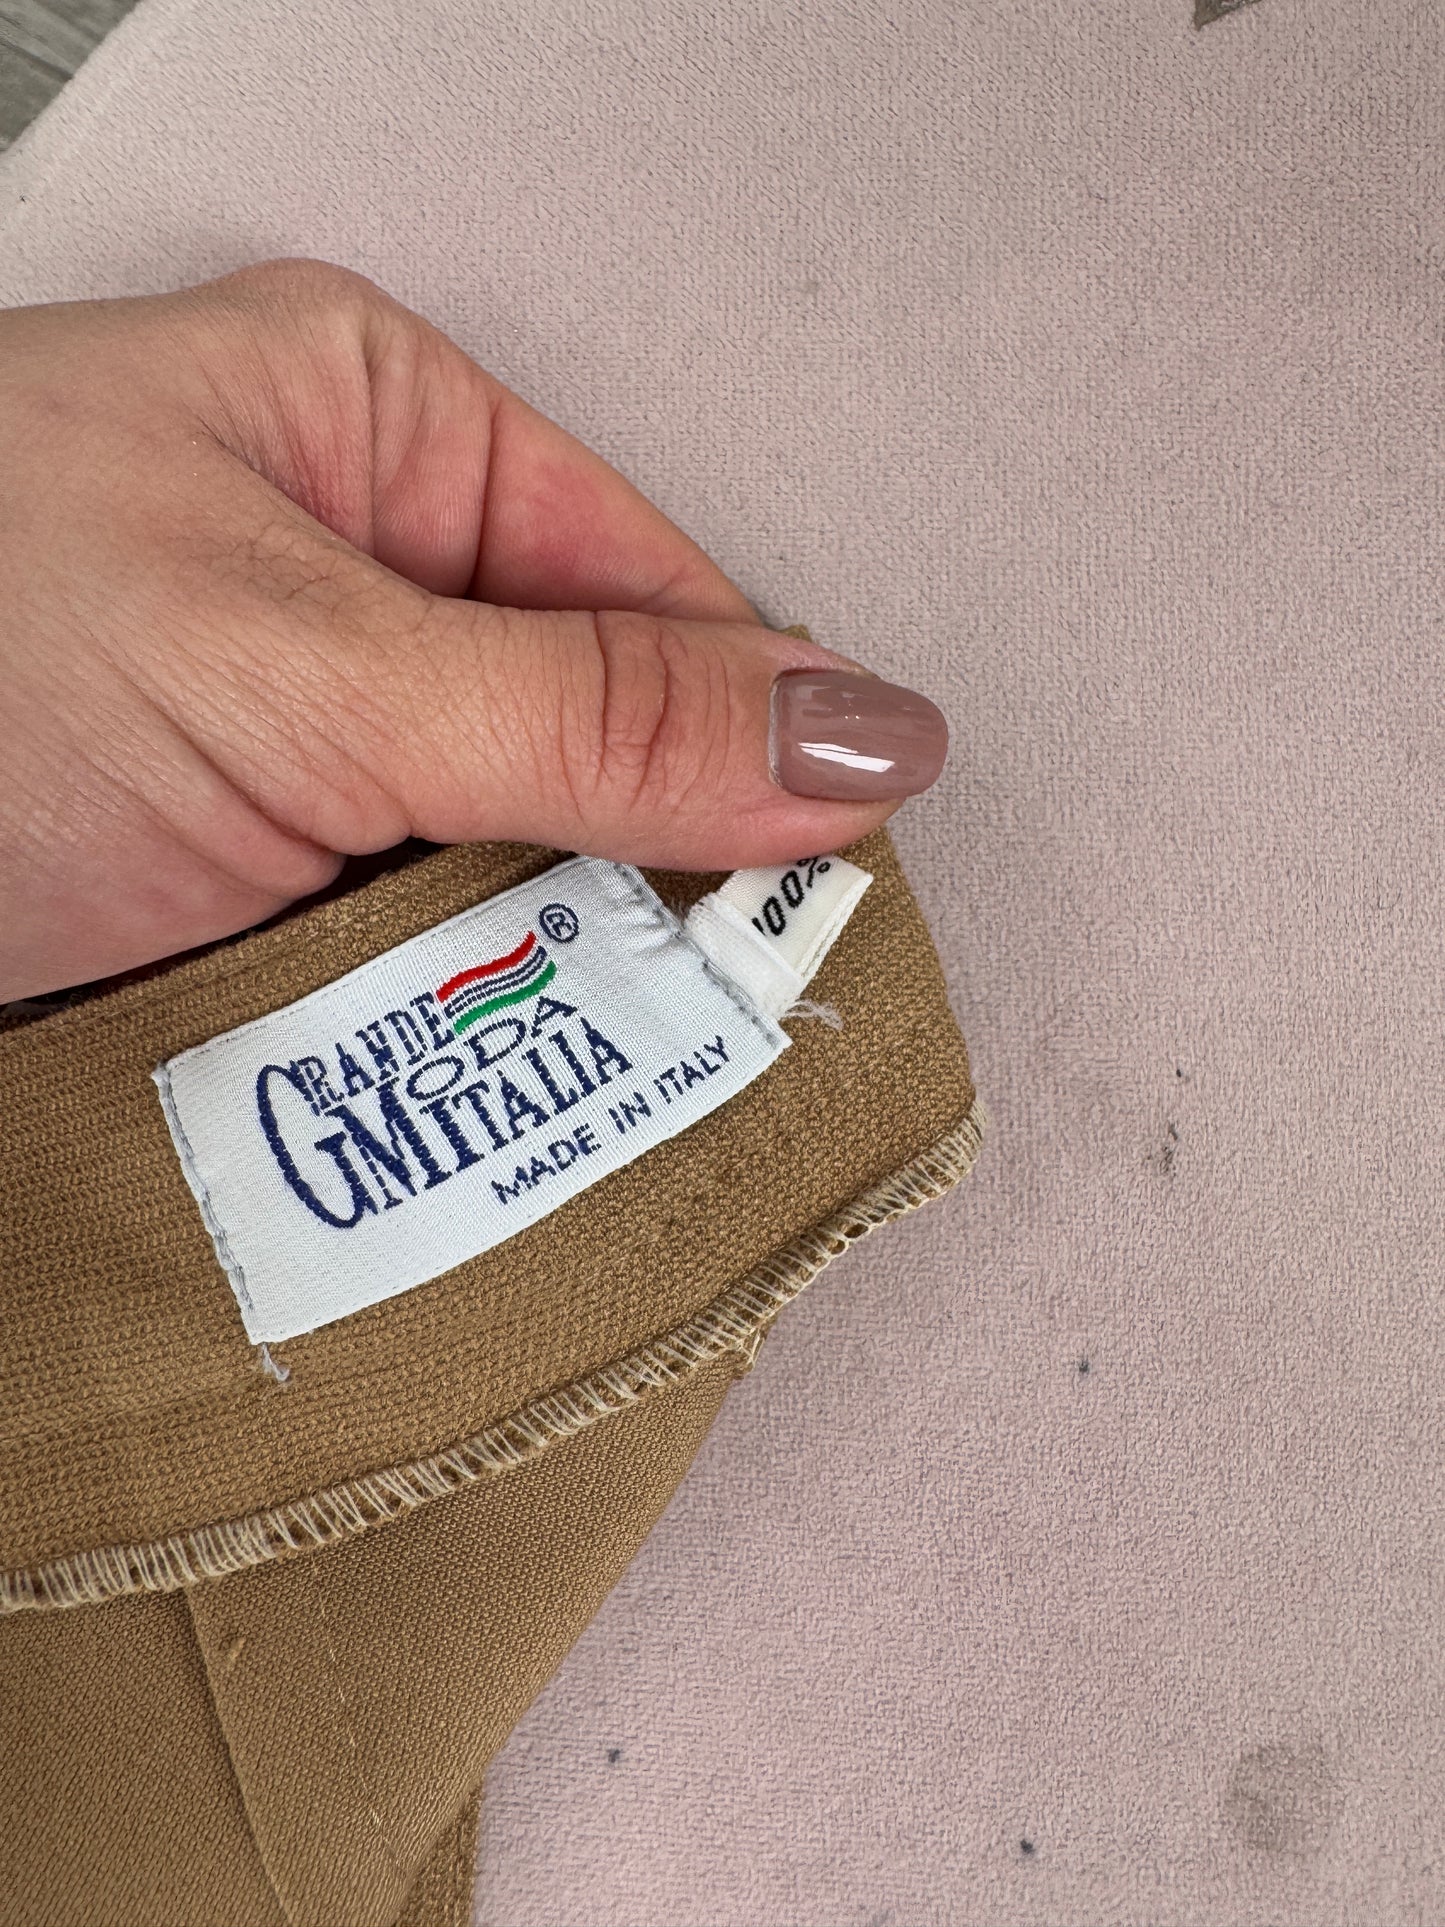 ®
GRANDE
MODA
ITALIA
MADE IN ITALY
100%